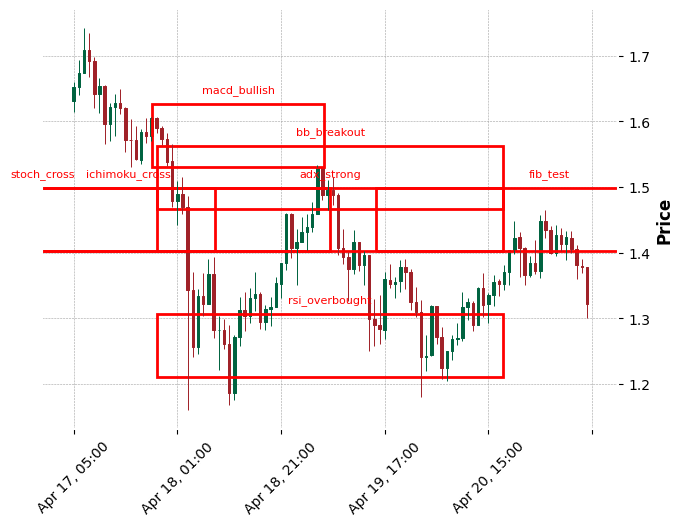 macd_bullish
bb_breakout
stoch_cross
ichimoku_cross
adx_strong
fib_test
rsi_overbought
1.7
1.6
1.5
1.4
1.3
1.2
Price
Apr 17, 05:00
Apr 18, 01:00
Apr 18, 21:00
Apr 19, 17:00
Apr 20, 15:00